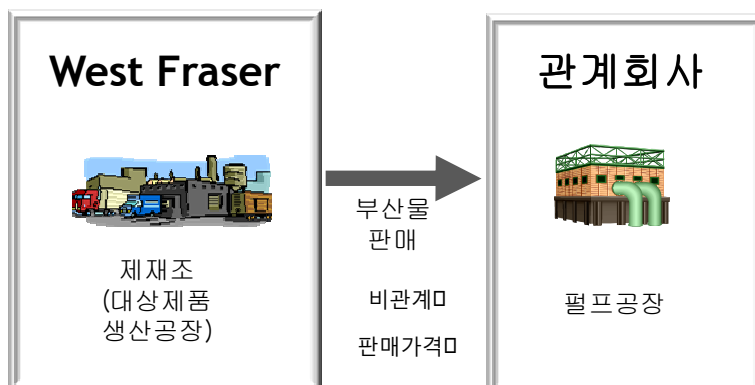 West Fraser
관계회사
부산물
판매
제재조
(대상제품
생산공장)
비관계□
판매가격□
펄프공장